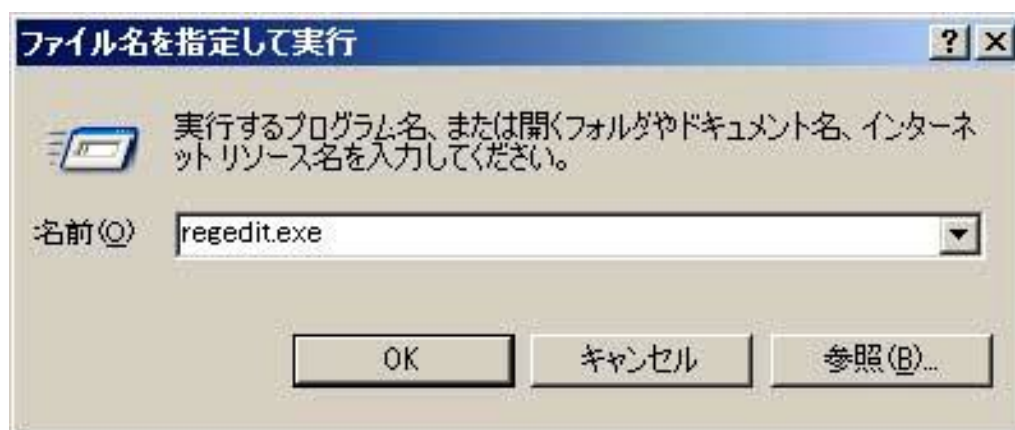 ファイル名を指定して実行
実行するプログラム名、または開くフォルダやドキュメント名、インターネ
ット リソース名を入力してください。
名前(O)
regedit.exe
OK
キャンセル
参照(B)...